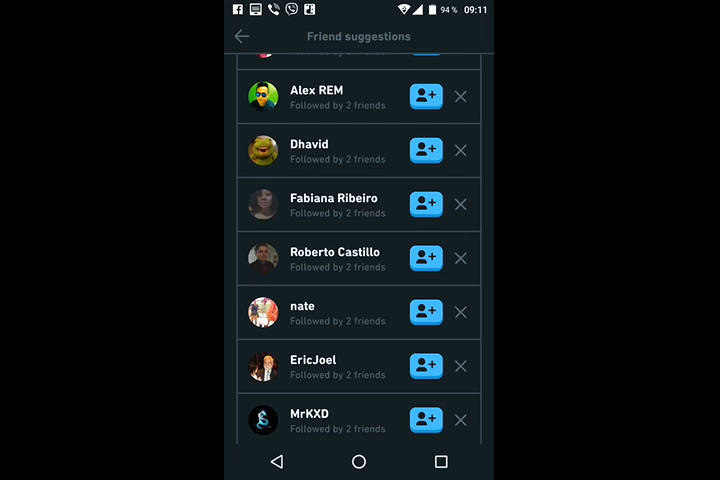 94 % 09:11
Friend suggestions
Alex REM
Followed by 2 friends
Dhavid
Followed by 2 friends
Fabiana Ribeiro
Followed by 2 friends
Roberto Castillo
Followed by 2 friends
nate
Followed by 2 friends
EricJoel
Followed by 2 friends
MrKXD
Followed by 2 friends